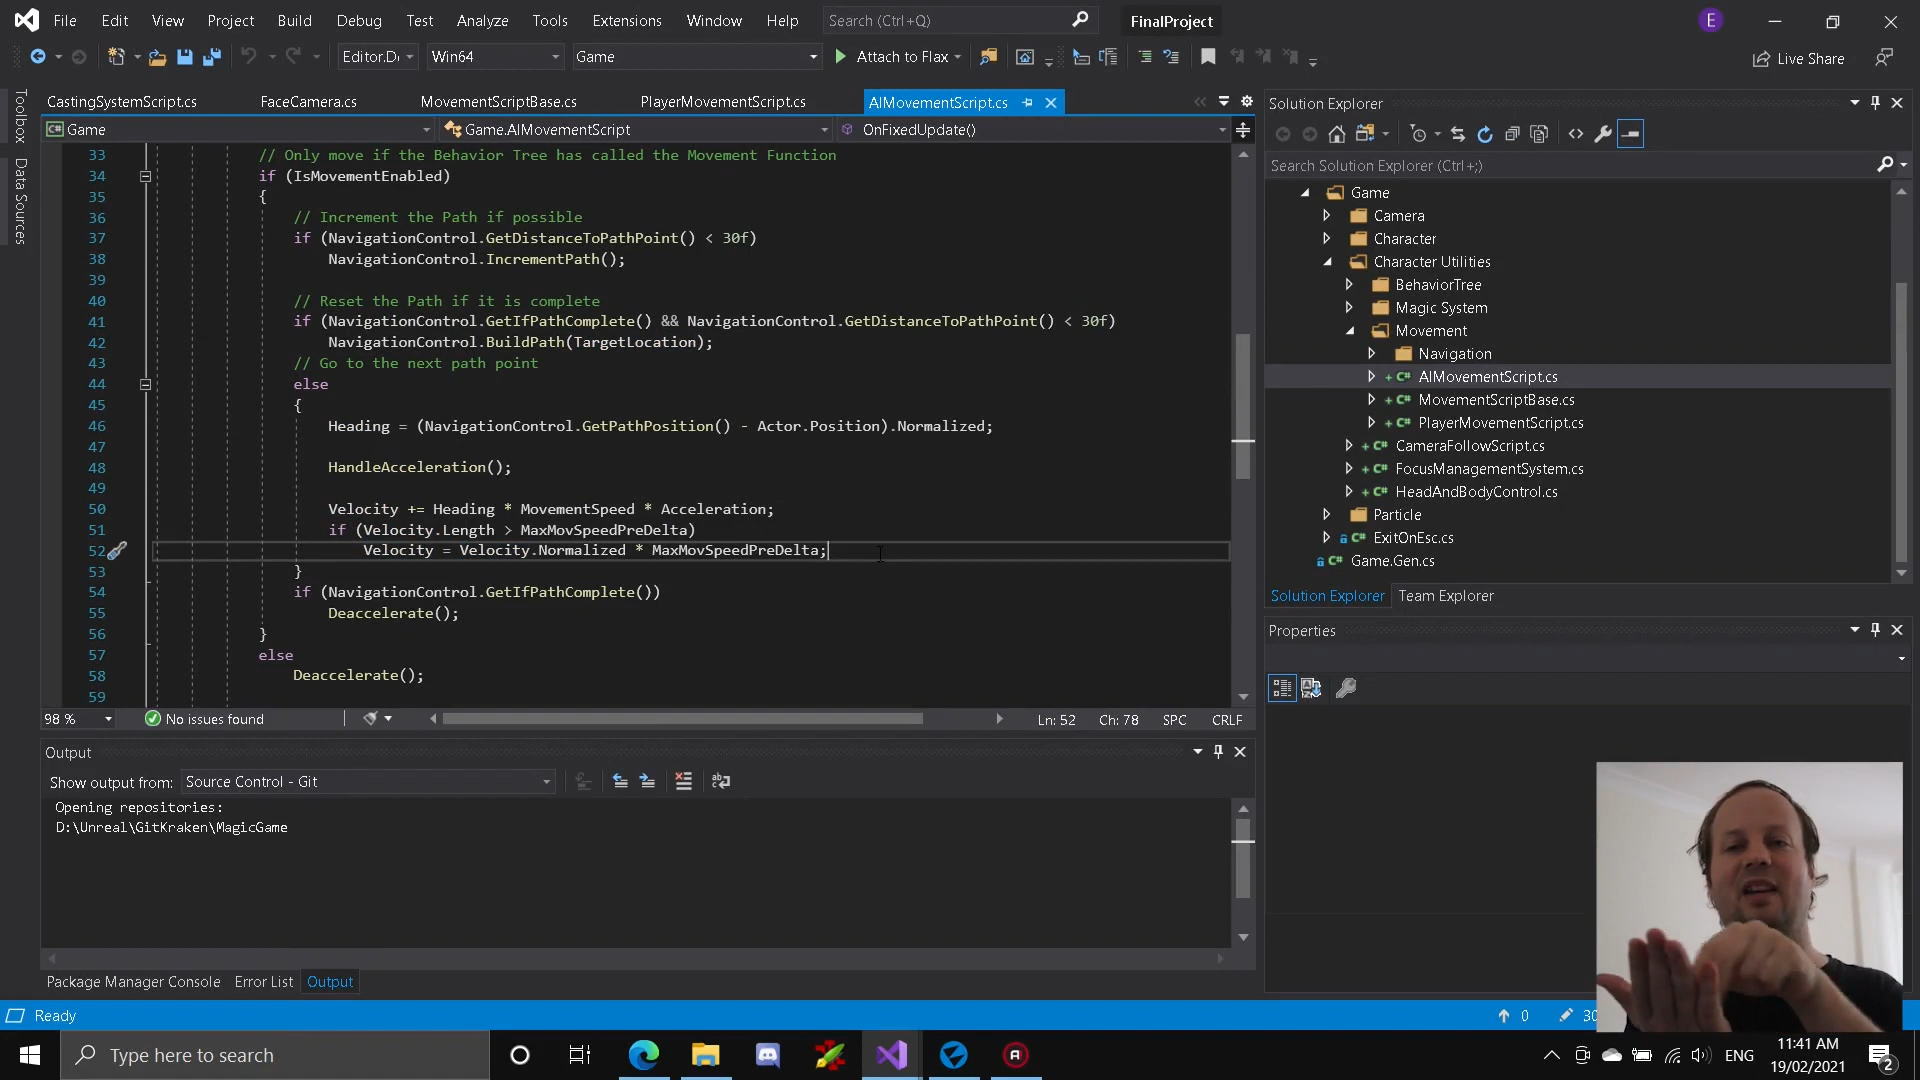 File Edit View Project Build Debug Test Analyze Tools Extensions Window Help Search (Ctrl+Q) FinalProject E
Editor.D Win64 Game Attach to Flax Live Share
Toolbox
Data Sources
CastingSystemScript.cs FaceCamera.cs MovementScriptBase.cs PlayerMovementScript.cs AIMovementScript.cs
Game Game.AIMovementScript OnFixedUpdate()
33 // Only move if the Behavior Tree has called the Movement Function
34 if (IsMovementEnabled)
35 {
36 // Increment the Path if possible
37 if (NavigationControl.GetDistanceToPathPoint() < 30f)
38 NavigationControl.IncrementPath();
39
40 // Reset the Path if it is complete
41 if (NavigationControl.GetIfPathComplete() && NavigationControl.GetDistanceToPathPoint() < 30f)
42 NavigationControl.BuildPath(TargetLocation);
43 // Go to the next path point
44 else
45 {
46 Heading = (NavigationControl.GetPathPosition() - Actor.Position).Normalized;
47
48 HandleAcceleration();
49
50 Velocity += Heading * MovementSpeed * Acceleration;
51 if (Velocity.Length > MaxMovSpeedPreDelta)
52 Velocity = Velocity.Normalized * MaxMovSpeedPreDelta;
53 }
54 if (NavigationControl.GetIfPathComplete())
55 Deaccelerate();
56 }
57 else
58 Deaccelerate();
59
98 % No issues found Ln: 52 Ch: 78 SPC CRLF
Output
Show output from: Source Control - Git
Opening repositories:
D:\Unreal\GitKraken\MagicGame
Package Manager Console Error List Output
Solution Explorer
Search Solution Explorer (Ctrl+;)
Game
Camera
Character
Character Utilities
BehaviorTree
Magic System
Movement
Navigation
AIMovementScript.cs
MovementScriptBase.cs
PlayerMovementScript.cs
CameraFollowScript.cs
FocusManagementSystem.cs
HeadAndBodyControl.cs
Particle
ExitOnEsc.cs
Game.Gen.cs
Solution Explorer Team Explorer
Properties
Ready 0 30
Type here to search ENG 11:41 AM
19/02/2021 2